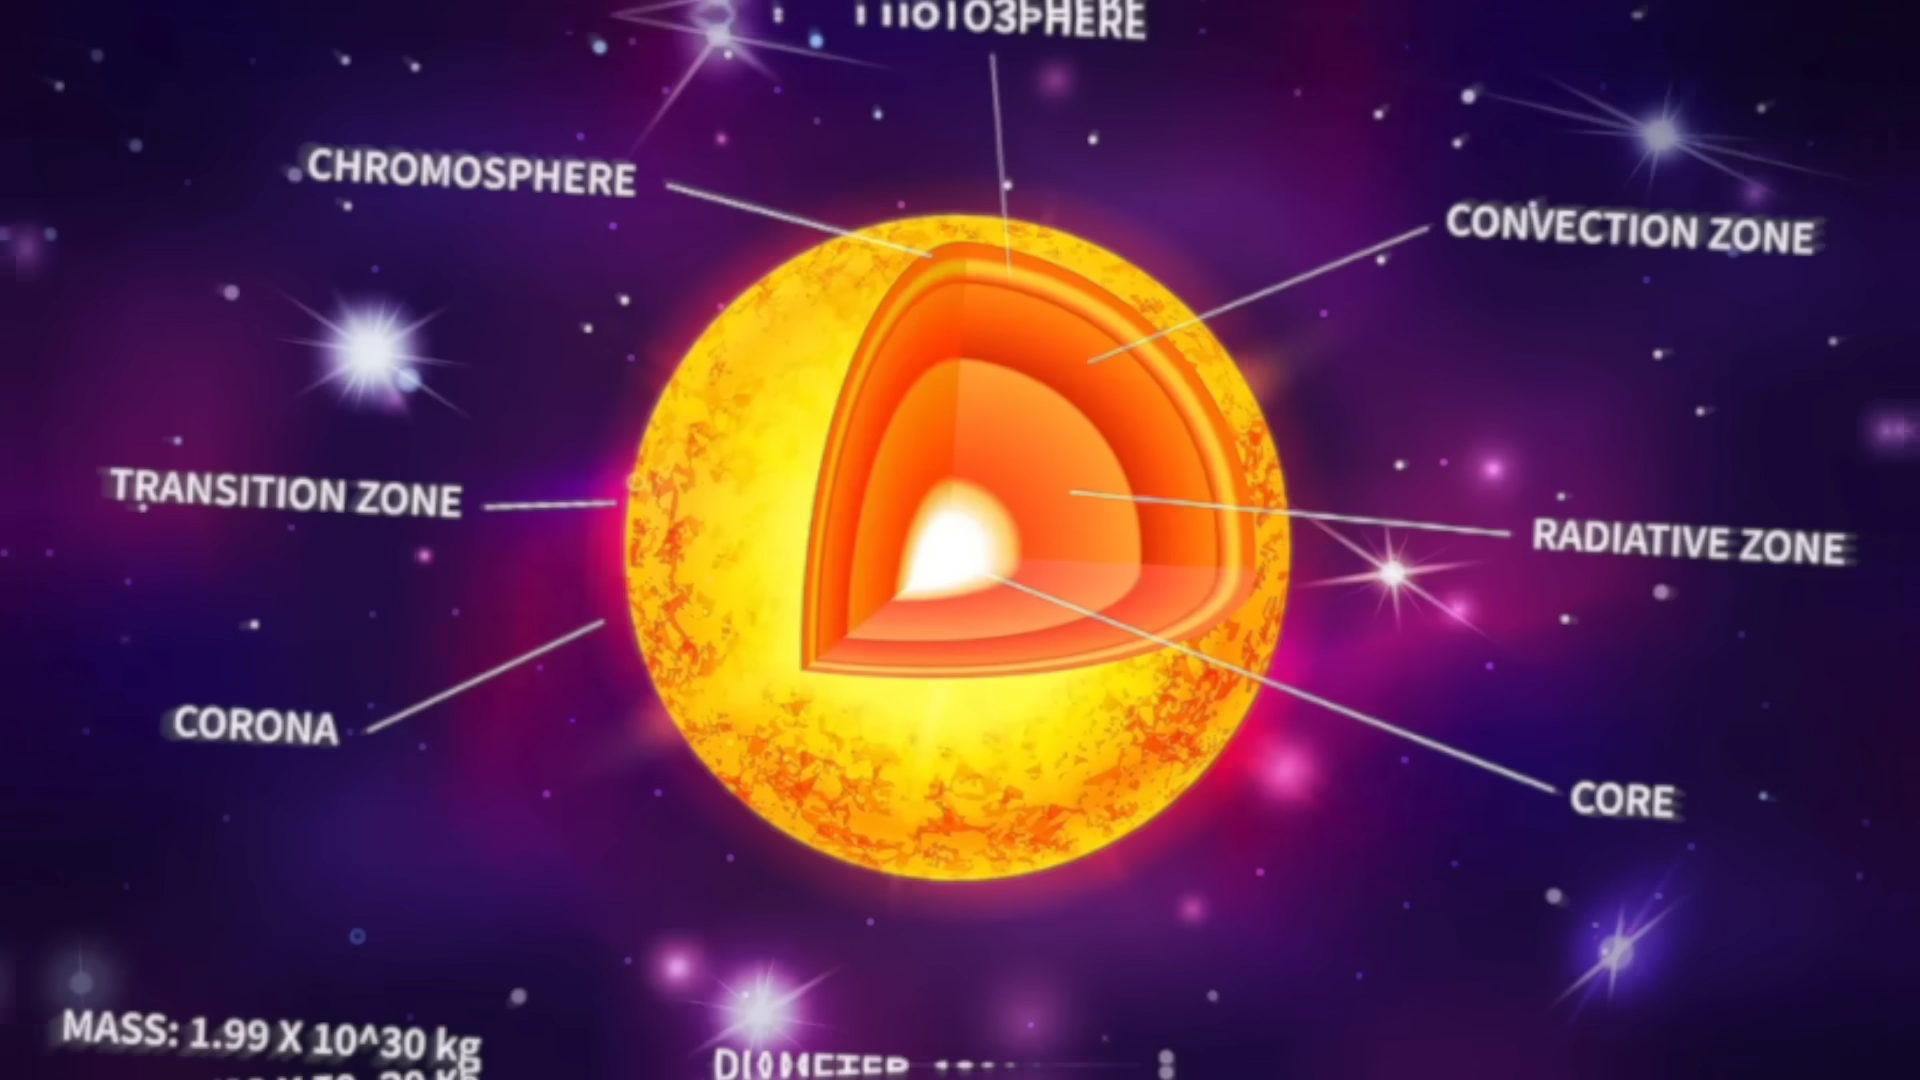 CHROMOSPHERE
CONVECTION ZONE
TRANSITION ZONE
RADIATIVE ZONE
CORONA
CORE
MASS: 1.99 X 10^30 kg